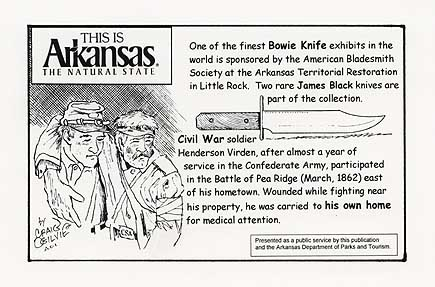 THIS IS
Arkansas®
THE NATURAL STATE
One of the finest Bowie Knife exhibits in the
world is sponsored by the American Bladesmith
Society at the Arkansas Territorial Restoration
in Little Rock. Two rare James Black knives are
part of the collection.
Civil War soldier
Henderson Virden, after almost a year of
service in the Confederate Army, participated
in the Battle of Pea Ridge (March, 1862) east
of his hometown. Wounded while fighting near
his property, he was carried to his own home
for medical attention.
by
CRAIG
OGILVIE
CSA
Presented as a public service by this publication
and the Arkansas Department of Parks and Tourism.